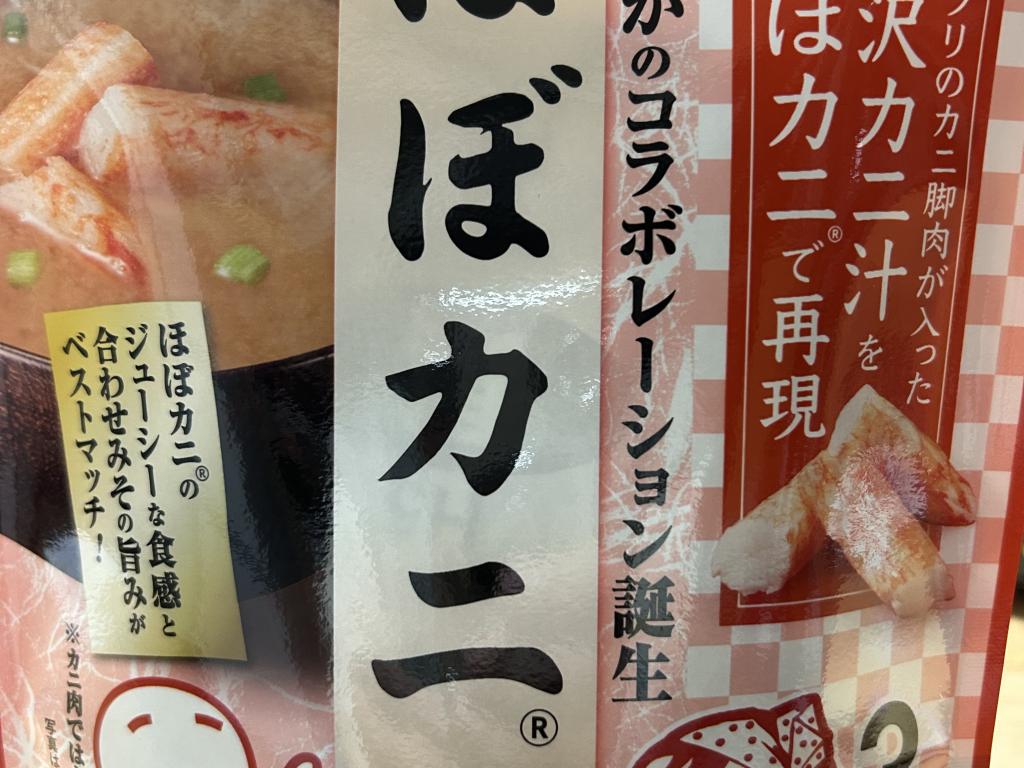 リのカニ脚肉が入った
沢カニ汁を
ほカニ®で再現
かのコラボレーション誕生
ぼカニ®
ほぼカニ®の
ジューシーな食感と
合わせみその旨みが
ベストマッチ！
※カニ肉では
写真は